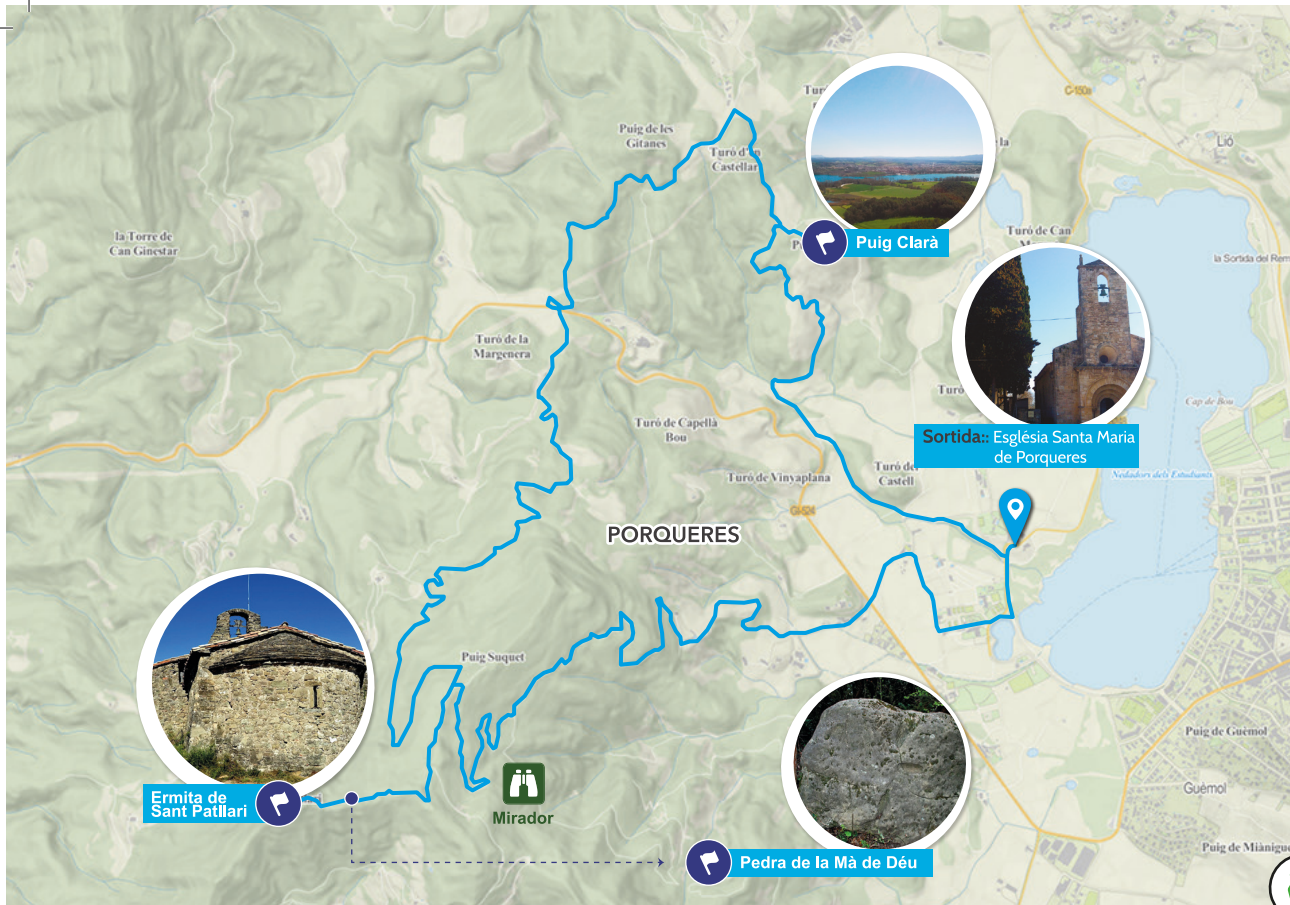 C-150a
Puig de les
Gitanes
Turó d'en
Castellar
Lió
la Torre de
Can Ginestar
Puig Clarà
Turó de Can
la Sortida del Rem
Turó de la
Margenera
Cap de Bou
Turó de Capellà
Bou
Sortida:: Església Santa Maria
de Porqueres
Turó del
Castell
Turó de Vinyaplana
Nedadors dels Estudiants
GI-524
PORQUERES
Puig Suquet
Puig de Guèmol
Guèmol
Ermita de
Sant Patllari
Mirador
Puig de Miànigue
Pedra de la Mà de Déu